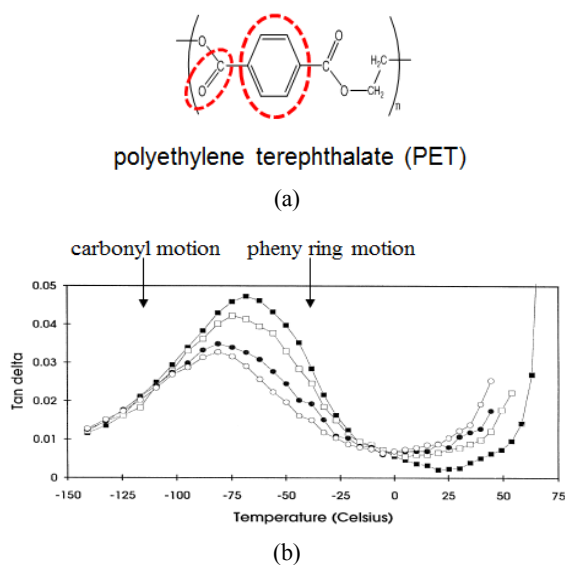 O
O
O
O
H₂C
CH₂
n
polyethylene terephthalate (PET)
(a)
carbonyl motion pheny ring motion
0.05
0.04
0.03
0.02
0.01
0
Tan delta
-150 -125 -100 -75 -50 -25 0 25 50 75
Temperature (Celsius)
(b)